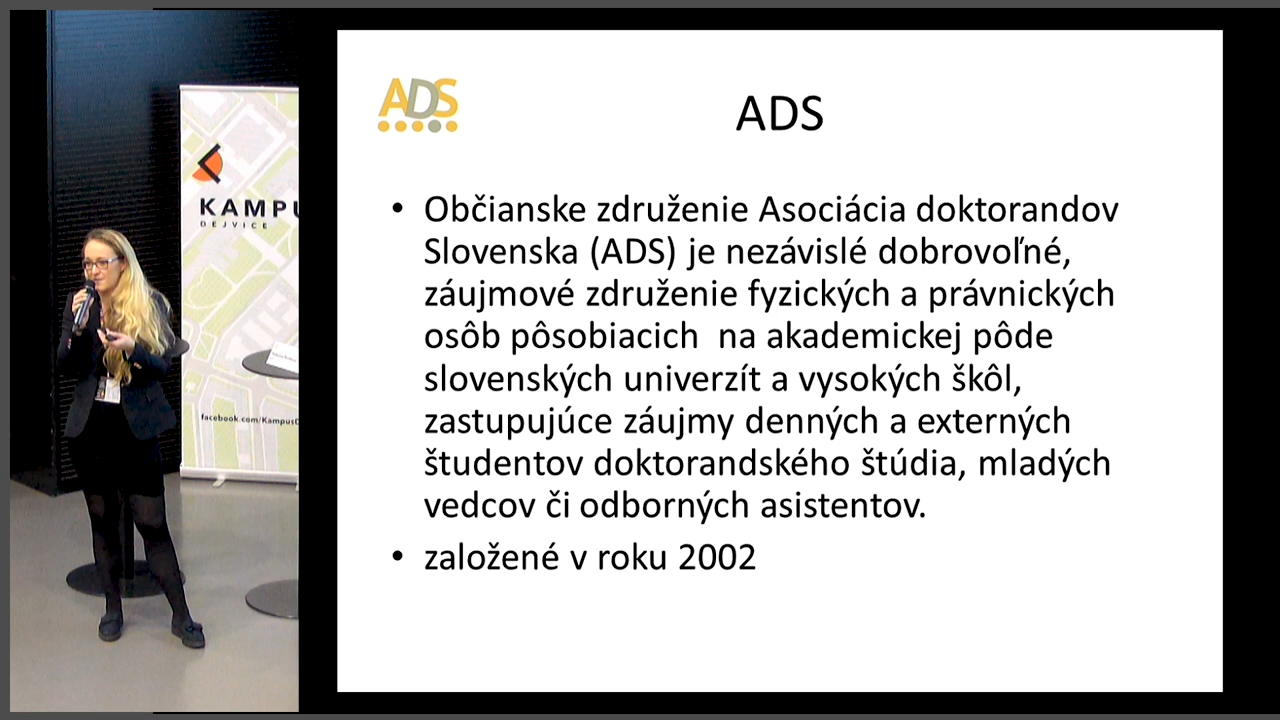 KAMPU
DEJVICE
facebook.com/Kampus
ADS
ADS
• Občianske združenie Asociácia doktorandov
Slovenska (ADS) je nezávislé dobrovoľné,
záujmové združenie fyzických a právnických
osôb pôsobiacich  na akademickej pôde
slovenských univerzít a vysokých škôl,
zastupujúce záujmy denných a externých
študentov doktorandského štúdia, mladých
vedcov či odborných asistentov.
• založené v roku 2002